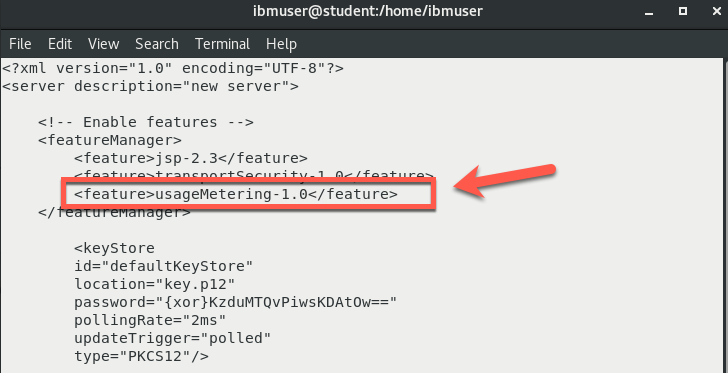 ibmuser@student:/home/ibmuser
File Edit View Search Terminal Help
<?xml version="1.0" encoding="UTF-8"?>
<server description="new server">
<!-- Enable features -->
<featureManager>
<feature>jsp-2.3</feature>
<feature>transportSecurity-1.0</feature>
<feature>usageMetering-1.0</feature>
</featureManager>
<keyStore
id="defaultKeyStore"
location="key.p12"
password="{xor}KzduMTQvPiwsKDAtOw=="
pollingRate="2ms"
updateTrigger="polled"
type="PKCS12"/>